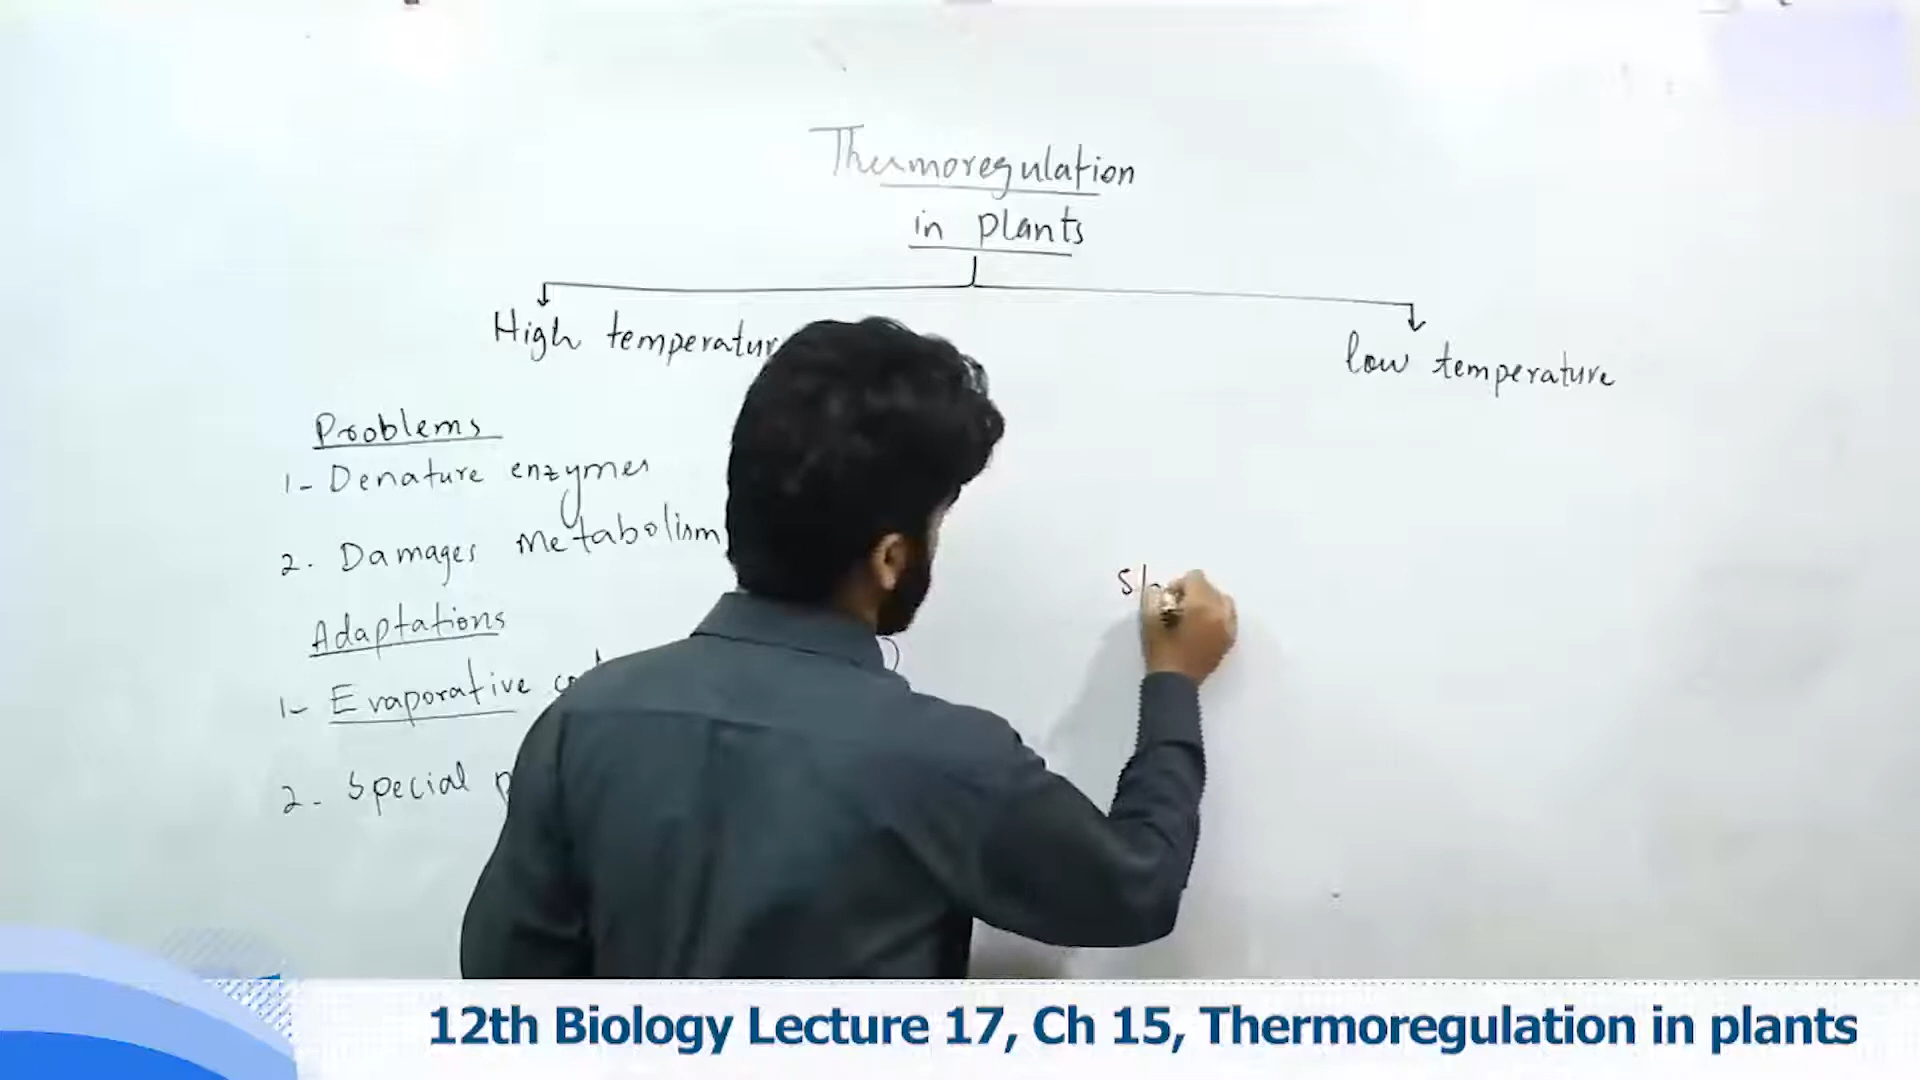 Thermoregulation
in plants
High temperatur
low temperature
Problems
1- Denature enzymes
2. Damages metabolism
Adaptations
1- Evaporative
2. Special
12th Biology Lecture 17, Ch 15, Thermoregulation in plants